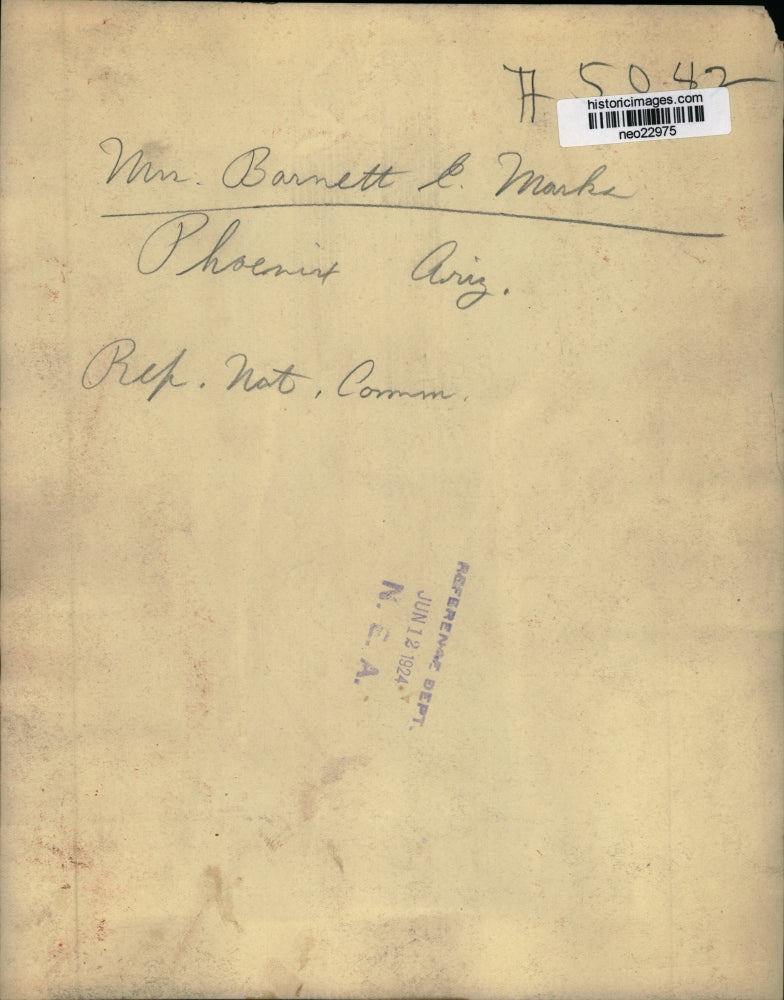 # 5042
historicimages.com
neo22975
Mrs. Barnett E. Marks
Phoenix Ariz.
Rep. Nat. Comm.
REFERENCE DEPT.
JUN 12 1924
N. E. A.